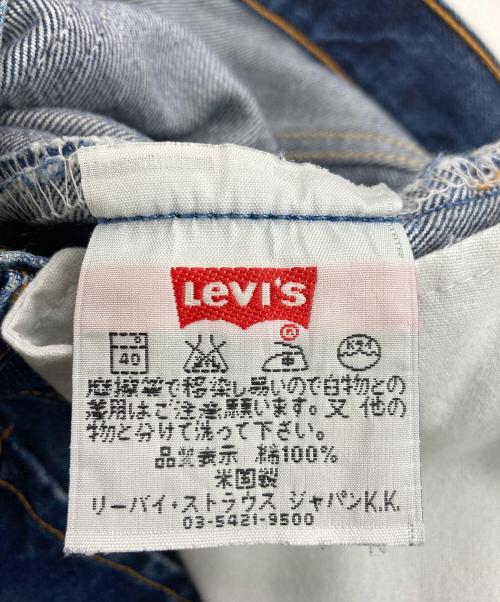 LEVI'S
®
40
ドライ
摩擦等で移染し易いので白物との
着用はご注意願います。又 他の
物と分けて洗って下さい。
品質表示 綿100%
米国製
リーバイ・ストラウス ジャパンK.K.
03-5421-9500